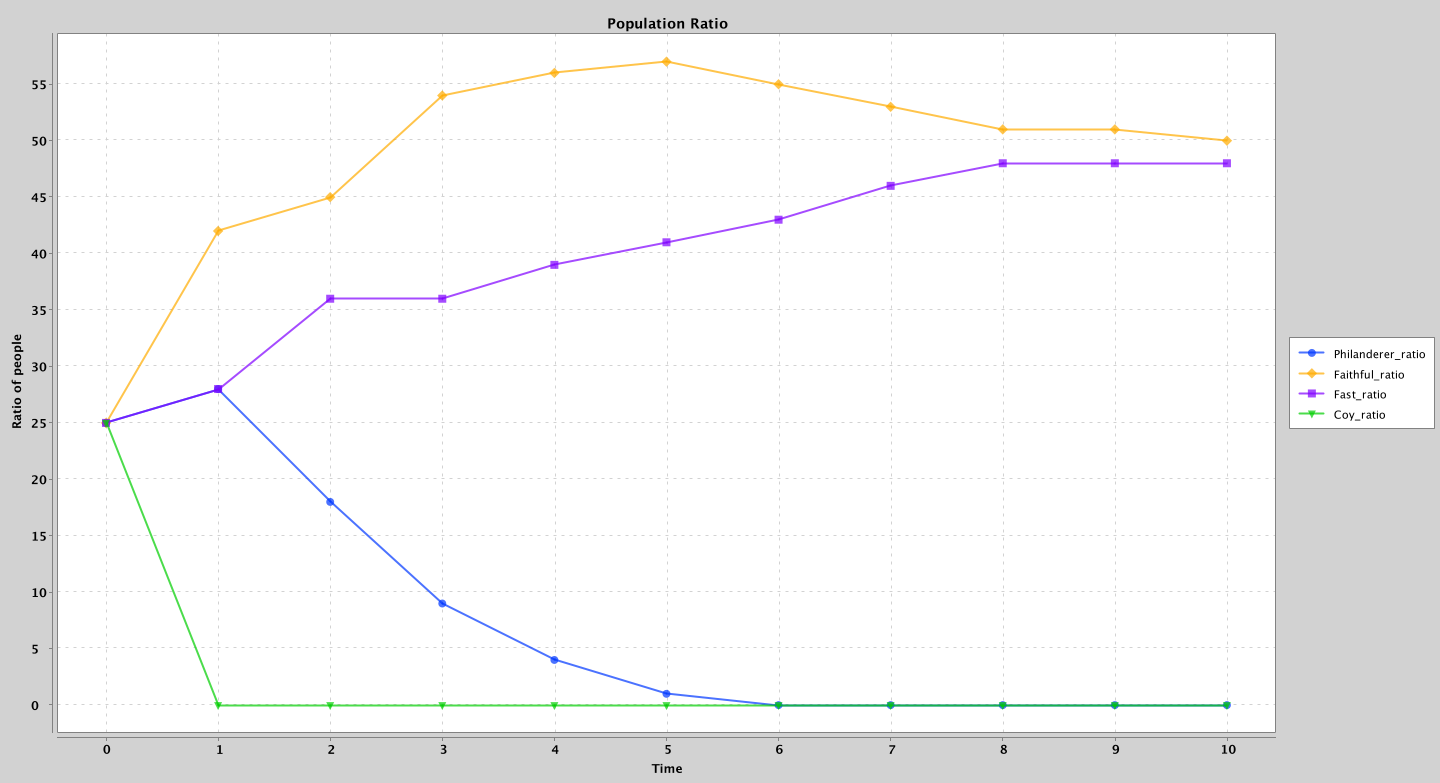 Population Ratio
Ratio of people
55
50
45
40
35
30
25
20
15
10
5
0
0 1 2 3 4 5 6 7 8 9 10
Time
Philanderer_ratio
Faithful_ratio
Fast_ratio
Coy_ratio